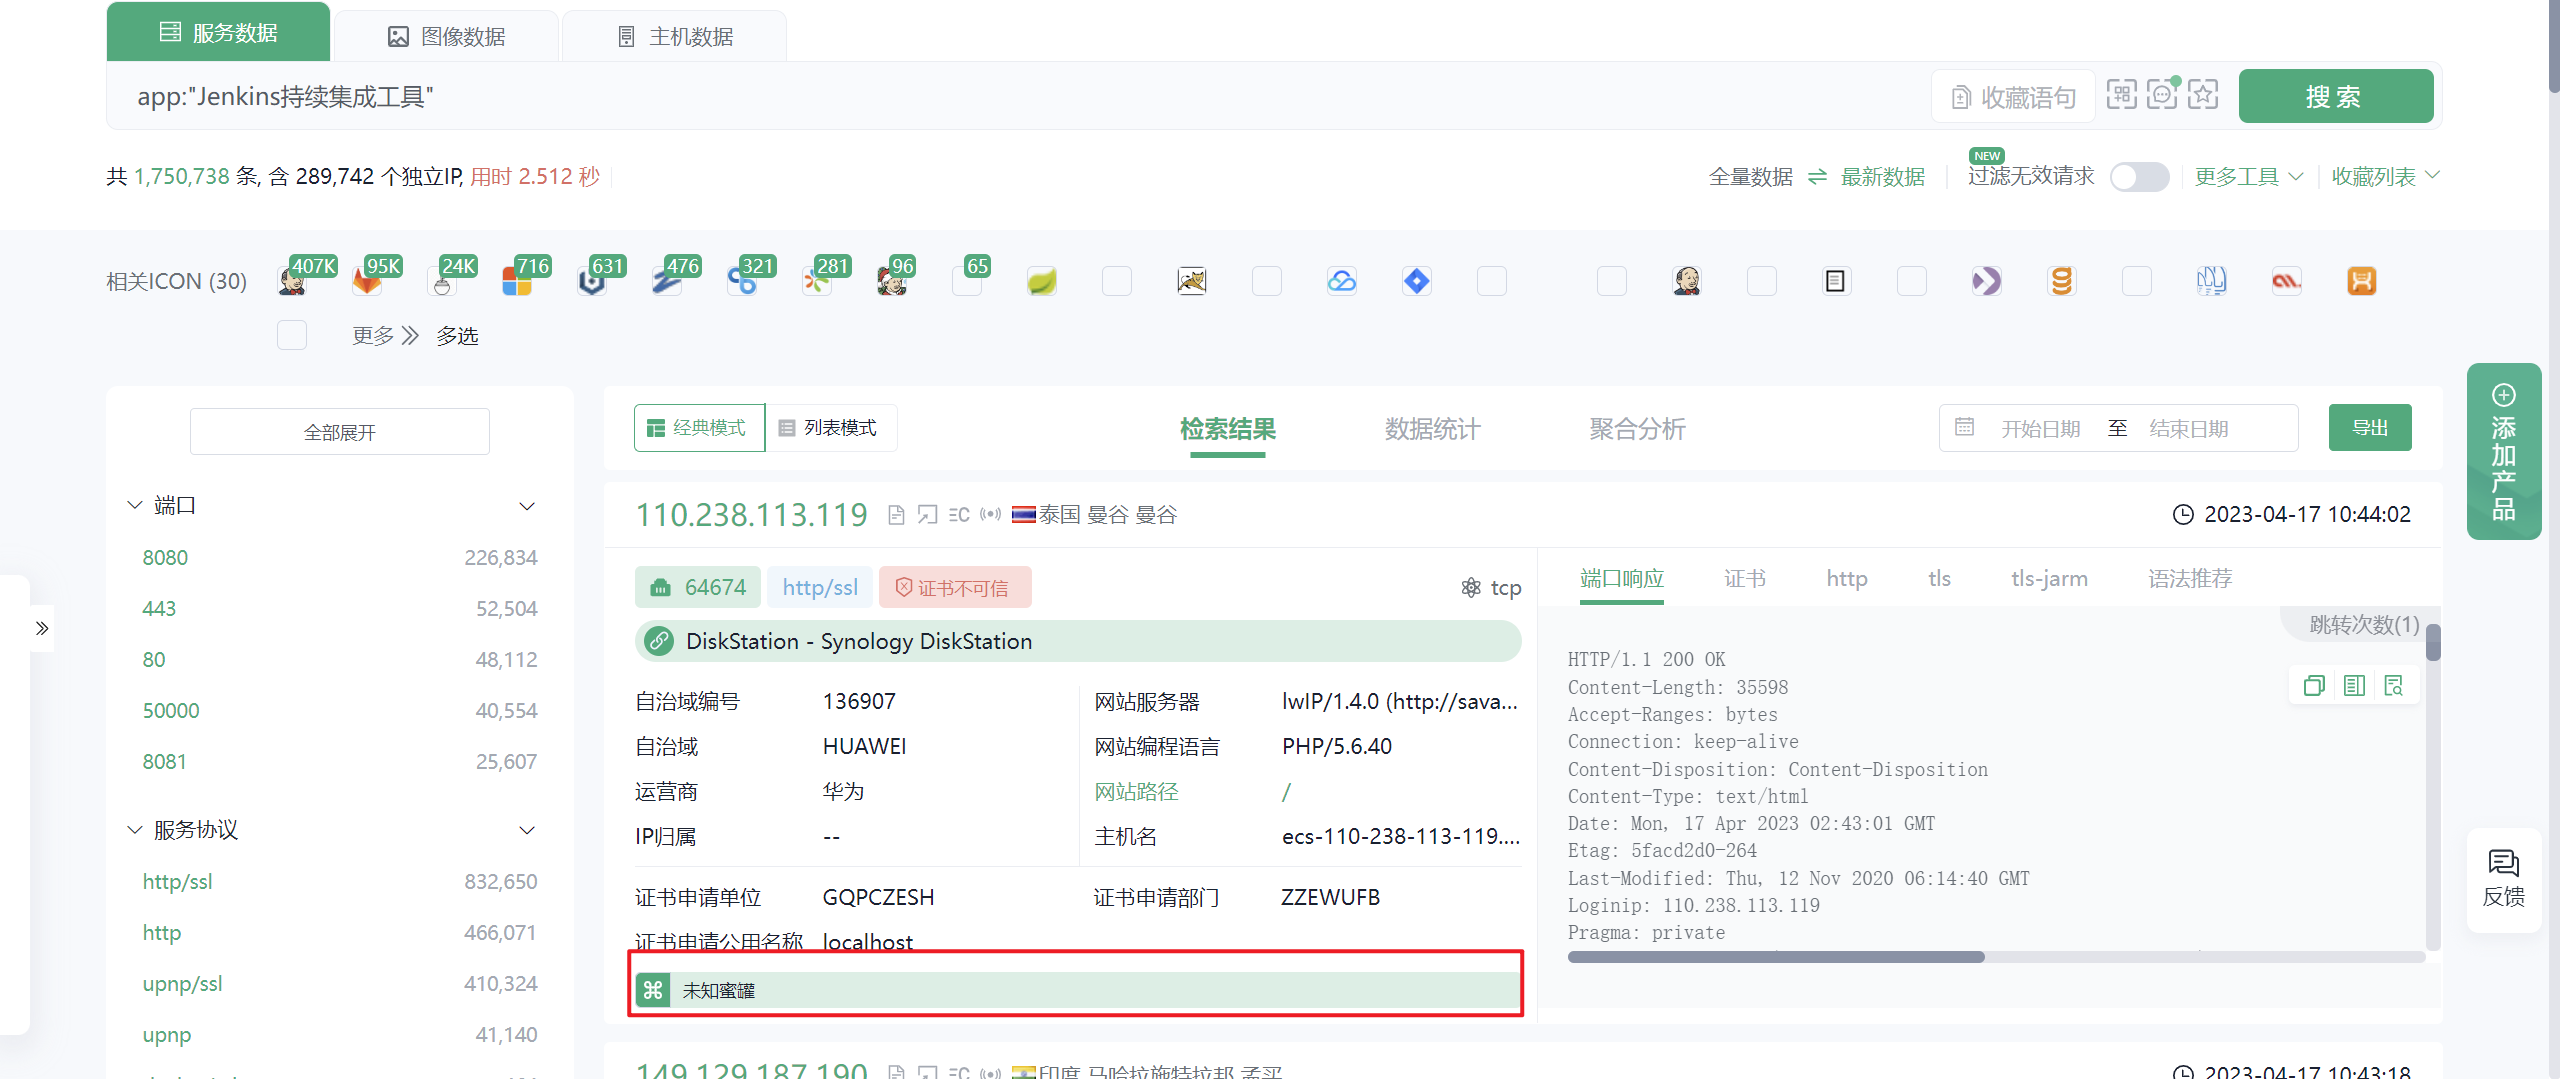 服务数据
图像数据
主机数据
app:"Jenkins持续集成工具"
收藏语句
搜 索
共 1,750,738 条, 含 289,742 个独立IP, 用时 2.512 秒
全量数据 ⇌ 最新数据
NEW
过滤无效请求
更多工具
收藏列表
相关ICON (30)
407K
95K
24K
716
631
476
321
281
96
65
更多
多选
全部展开
端口
8080 226,834
443 52,504
80 48,112
50000 40,554
8081 25,607
服务协议
http/ssl 832,650
http 466,071
upnp/ssl 410,324
upnp 41,140
经典模式
列表模式
检索结果
数据统计
聚合分析
开始日期 至 结束日期
导出
110.238.113.119
泰国 曼谷 曼谷
2023-04-17 10:44:02
64674
http/ssl
证书不可信
tcp
DiskStation - Synology DiskStation
自治域编号 136907
网站服务器 lwIP/1.4.0 (http://sava...
自治域 HUAWEI
网站编程语言 PHP/5.6.40
运营商 华为
网站路径 /
IP归属 --
主机名 ecs-110-238-113-119....
证书申请单位 GQPCZESH
证书申请部门 ZZEWUFB
证书申请公用名称 localhost
未知蜜罐
端口响应
证书
http
tls
tls-jarm
语法推荐
跳转次数(1)
HTTP/1.1 200 OK
Content-Length: 35598
Accept-Ranges: bytes
Connection: keep-alive
Content-Disposition: Content-Disposition
Content-Type: text/html
Date: Mon, 17 Apr 2023 02:43:01 GMT
Etag: 5facd2d0-264
Last-Modified: Thu, 12 Nov 2020 06:14:40 GMT
Loginip: 110.238.113.119
Pragma: private
149.129.187.190
印度 马哈拉施特拉邦 孟买
2023-04-17 10:43:18
添加产品
反馈